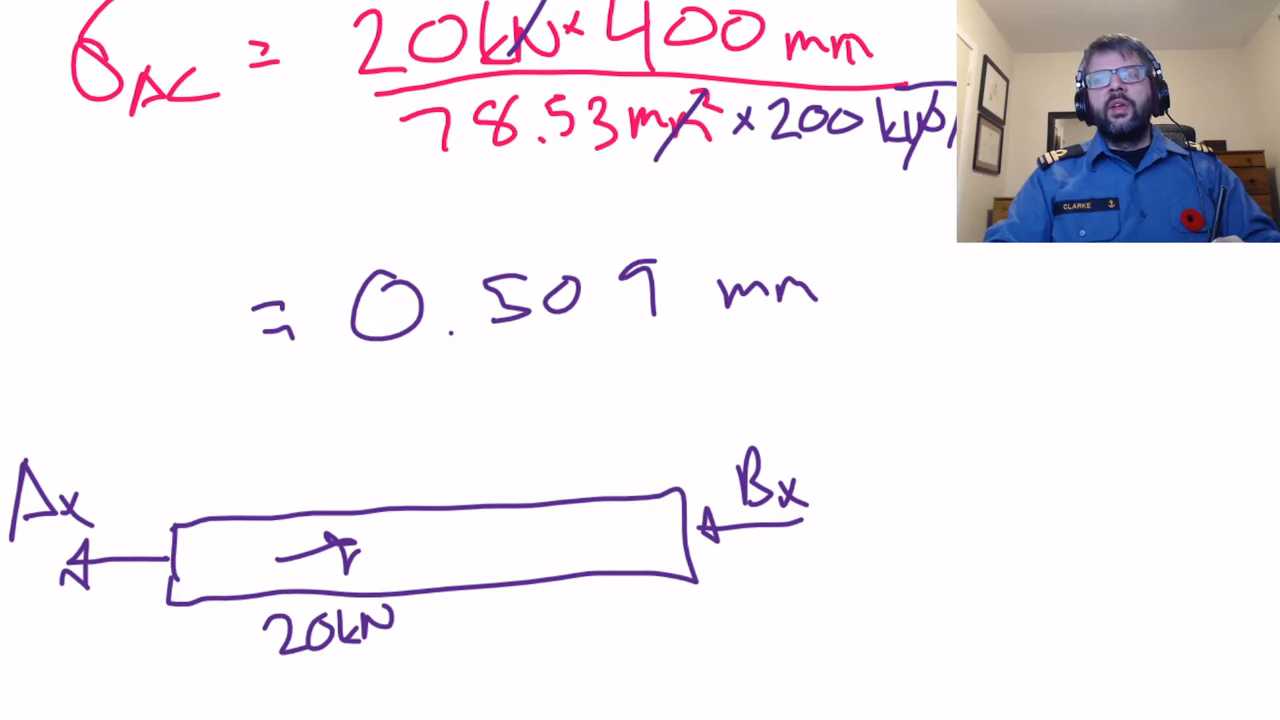 δAC = 20kN × 400 mm
78.53 mm² × 200 kN/
= 0.509 mm
Ax
Bx
20kN
CLARKE